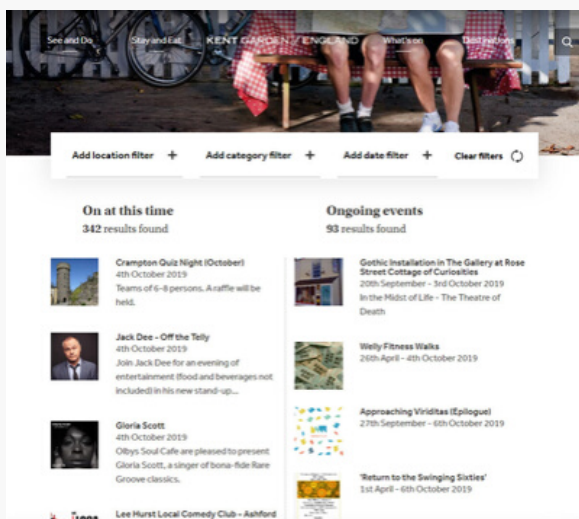 See and Do
Stay and Eat
KENT GARDEN OF ENGLAND
What's on
Destinations
Add location filter +
Add category filter +
Add date filter +
Clear filters
On at this time
342 results found
Crampton Quiz Night (October)
4th October 2019
Teams of 6-8 persons. A raffle will be
held.
Jack Dee - Off the Telly
4th October 2019
Join Jack Dee for an evening of
entertainment (food and beverages not
included) in his new stand-up...
Gloria Scott
4th October 2019
Olbys Soul Cafe are pleased to present
Gloria Scott, a singer of bona-fide Rare
Groove classics.
Lee Hurst Local Comedy Club - Ashford
Ongoing events
93 results found
Gothic Installation in The Gallery at Rose
Street Cottage of Curiosities
20th September - 3rd October 2019
In the Midst of Life - The Theatre of
Death
Welly Fitness Walks
26th April - 4th October 2019
Approaching Viriditas (Epilogue)
27th September - 6th October 2019
'Return to the Swinging Sixties'
1st April - 6th October 2019